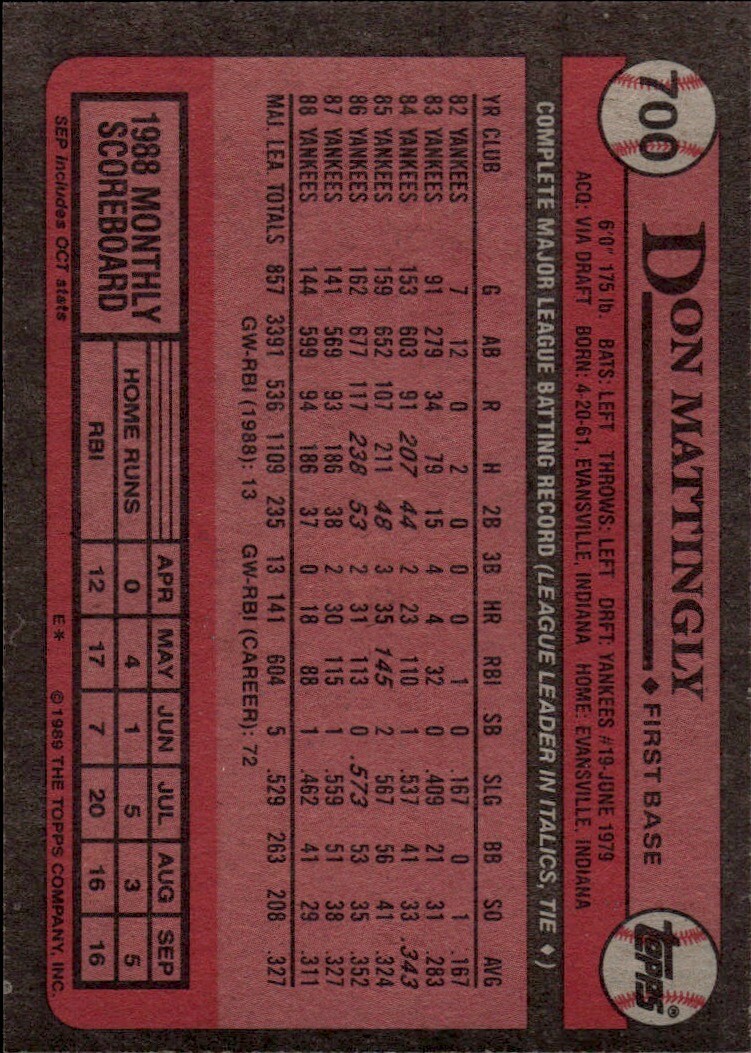 700
DON MATTINGLY ♦ FIRST BASE
TOPPS®
6'0" 175 lb. BATS: LEFT THROWS: LEFT DRFT: YANKEES #19-JUNE 1979
ACQ: VIA DRAFT BORN: 4-20-61, EVANSVILLE, INDIANA HOME: EVANSVILLE, INDIANA
COMPLETE MAJOR LEAGUE BATTING RECORD (LEAGUE LEADER IN ITALICS, TIE ♦)
YR CLUB G AB R H 2B 3B HR RBI SB SLG BB SO AVG
82 YANKEES 7 12 0 2 0 0 0 1 0 .167 0 1 .167
83 YANKEES 91 279 34 79 15 4 4 32 0 .409 21 31 .283
84 YANKEES 153 603 91 207 44 2 23 110 1 .537 41 33 .343
85 YANKEES 159 652 107 211 48 3 35 145 2 .567 56 41 .324
86 YANKEES 162 677 117 238 53 2 31 113 0 .573 53 35 .352
87 YANKEES 141 569 93 186 38 2 30 115 1 .559 51 38 .327
88 YANKEES 144 599 94 186 37 0 18 88 1 .462 41 29 .311
MAJ. LEA TOTALS 857 3391 536 1109 235 13 141 604 5 .529 263 208 .327
GW-RBI (1988): 13 GW-RBI (CAREER): 72
1988 MONTHLY
SCOREBOARD
APR MAY JUN JUL AUG SEP
HOME RUNS 0 4 1 5 3 5
RBI 12 17 7 20 16 16
SEP includes OCT stats
E* © 1989 THE TOPPS COMPANY, INC.